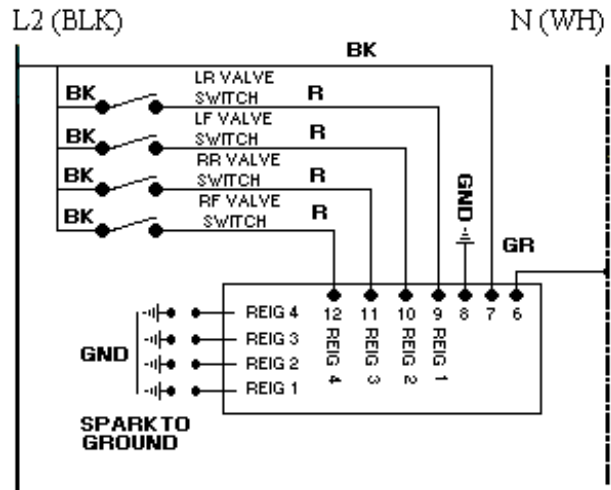 L2 (BLK)
N (WH)
BK
LR VALVE
SWITCH
BK
R
LF VALVE
SWITCH
BK
R
RR VALVE
SWITCH
BK
R
RF VALVE
SWITCH
BK
R
GND
GR
REIG 4
REIG 3
REIG 2
REIG 1
12 11 10 9 8 7 6
REIG 4
REIG 3
REIG 2
REIG 1
GND
SPARK TO
GROUND